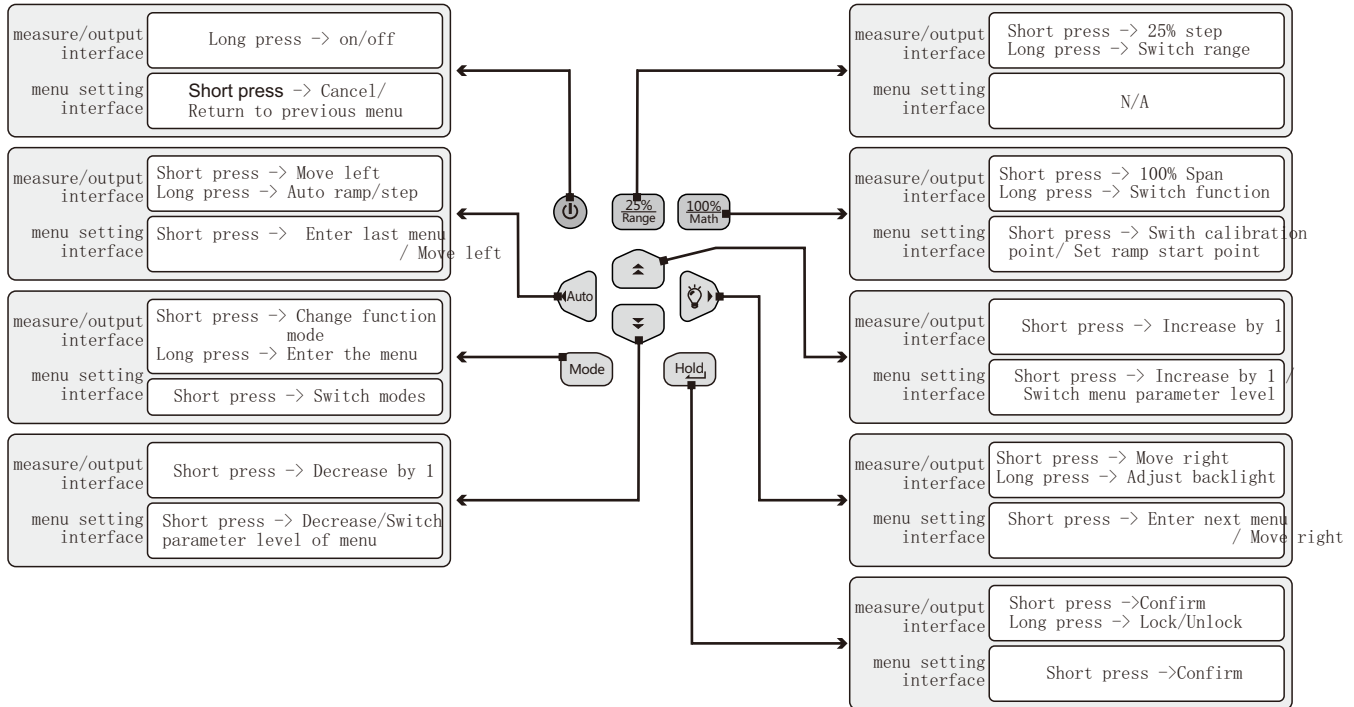 measure/output
interface
Long press -> on/off
menu setting
interface
Short press -> Cancel/
Return to previous menu
measure/output
interface
Short press -> Move left
Long press -> Auto ramp/step
menu setting
interface
Short press -> Enter last menu
/ Move left
measure/output
interface
Short press -> Change function
mode
Long press -> Enter the menu
menu setting
interface
Short press -> Switch modes
measure/output
interface
Short press -> Decrease by 1
menu setting
interface
Short press -> Decrease/Switch
parameter level of menu
25%
Range
100%
Math
Auto
Mode
Hold
measure/output
interface
Short press -> 25% step
Long press -> Switch range
menu setting
interface
N/A
measure/output
interface
Short press -> 100% Span
Long press -> Switch function
menu setting
interface
Short press -> Swith calibration
point/ Set ramp start point
measure/output
interface
Short press -> Increase by 1
menu setting
interface
Short press -> Increase by 1 /
Switch menu parameter level
measure/output
interface
Short press -> Move right
Long press -> Adjust backlight
menu setting
interface
Short press -> Enter next menu
/ Move right
measure/output
interface
Short press ->Confirm
Long press -> Lock/Unlock
menu setting
interface
Short press ->Confirm